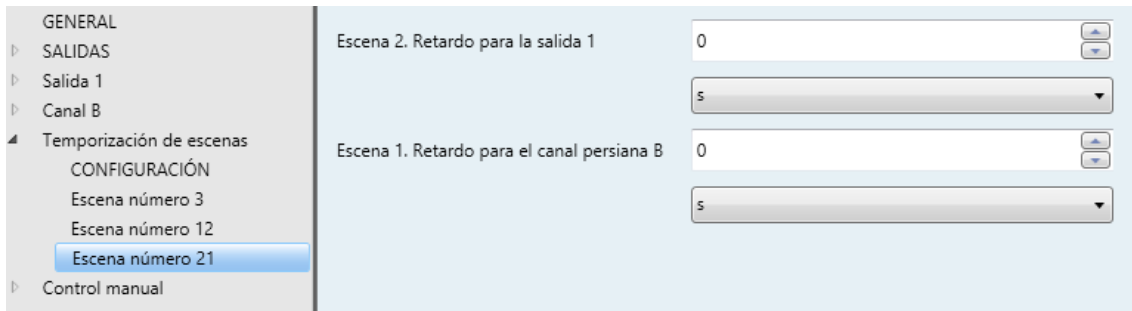 GENERAL
SALIDAS
Salida 1
Canal B
Temporización de escenas
CONFIGURACIÓN
Escena número 3
Escena número 12
Escena número 21
Control manual
Escena 2. Retardo para la salida 1
0
s
Escena 1. Retardo para el canal persiana B
0
s